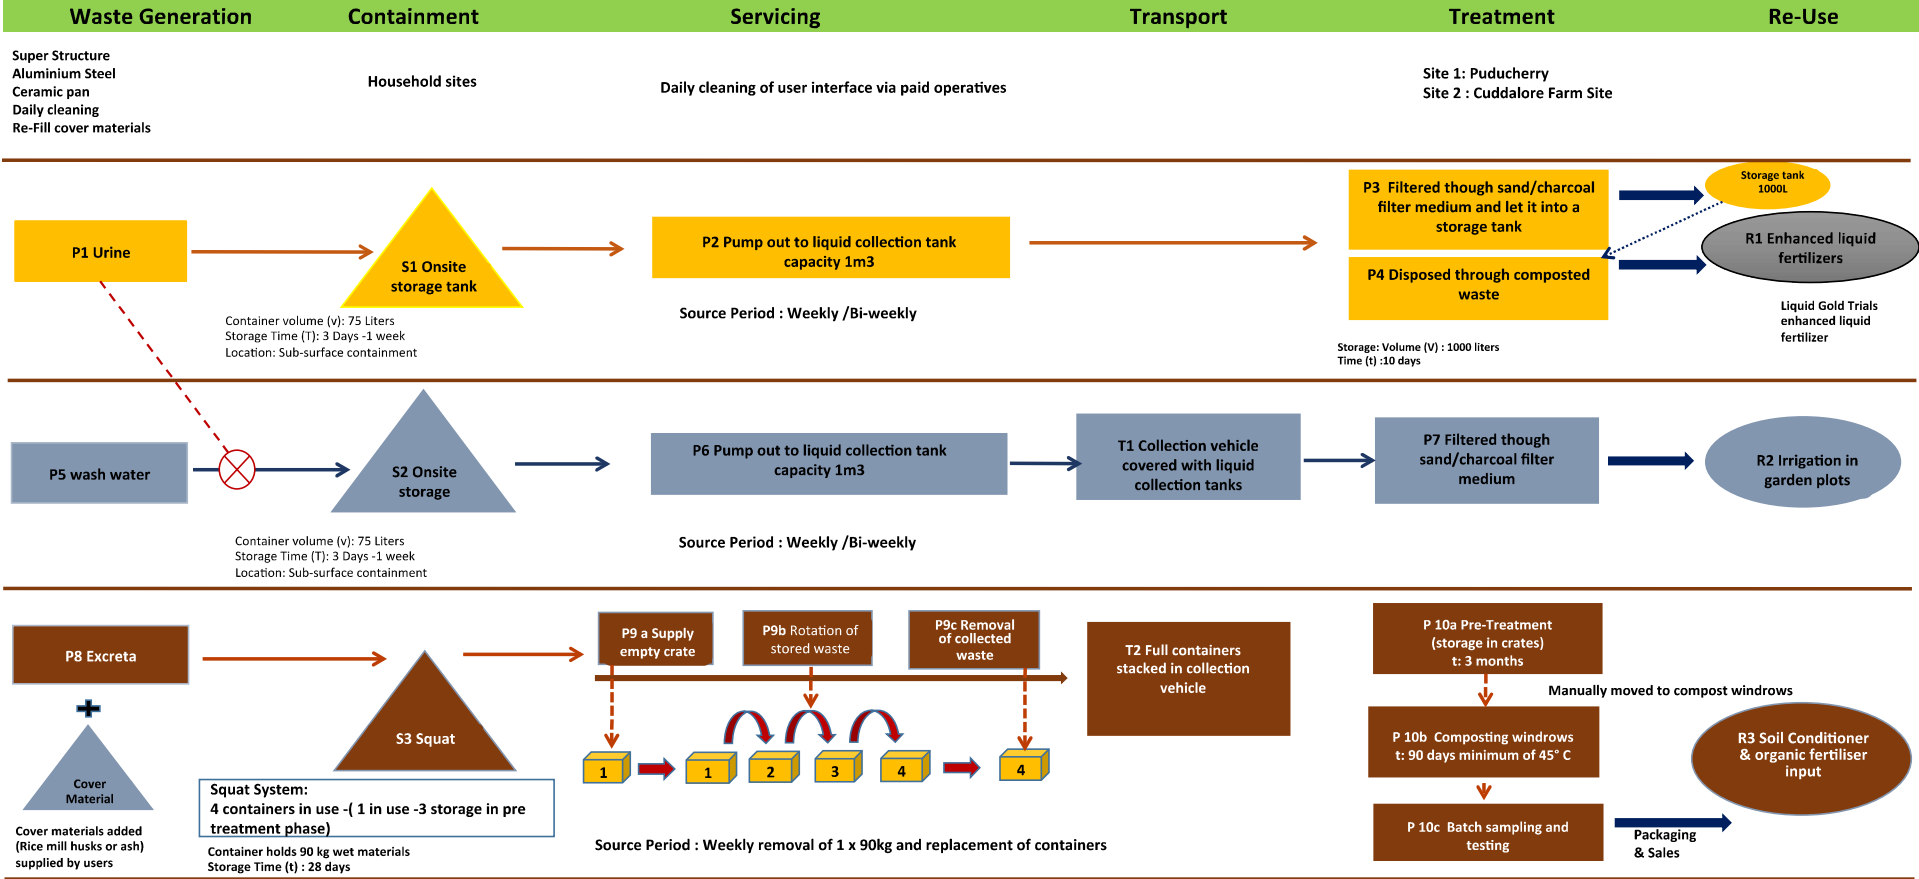 Waste Generation
Containment
Servicing
Transport
Treatment
Re-Use
Super Structure
Aluminium Steel
Ceramic pan
Daily cleaning
Re-Fill cover materials
Household sites
Daily cleaning of user interface via paid operatives
Site 1: Puducherry
Site 2 : Cuddalore Farm Site
P1 Urine
S1 Onsite
storage tank
Container volume (v): 75 Liters
Storage Time (T): 3 Days -1 week
Location: Sub-surface containment
P2 Pump out to liquid collection tank
capacity 1m3
Source Period : Weekly /Bi-weekly
P3 Filtered though sand/charcoal
filter medium and let it into a
storage tank
P4 Disposed through composted
waste
Storage: Volume (V) : 1000 liters
Time (t) :10 days
Storage tank
1000L
R1 Enhanced liquid
fertilizers
Liquid Gold Trials
enhanced liquid
fertilizer
P5 wash water
S2 Onsite
storage
Container volume (v): 75 Liters
Storage Time (T): 3 Days -1 week
Location: Sub-surface containment
P6 Pump out to liquid collection tank
capacity 1m3
Source Period : Weekly /Bi-weekly
T1 Collection vehicle
covered with liquid
collection tanks
P7 Filtered though
sand/charcoal filter
medium
R2 Irrigation in
garden plots
P8 Excreta
Cover
Material
Cover materials added
(Rice mill husks or ash)
supplied by users
S3 Squat
Squat System:
4 containers in use -( 1 in use -3 storage in pre
treatment phase)
Container holds 90 kg wet materials
Storage Time (t) : 28 days
P9 a Supply
empty crate
P9b Rotation of
stored waste
P9c Removal
of collected
waste
1
1
2
3
4
4
Source Period : Weekly removal of 1 x 90kg and replacement of containers
T2 Full containers
stacked in collection
vehicle
P 10a Pre-Treatment
(storage in crates)
t: 3 months
Manually moved to compost windrows
P 10b Composting windrows
t: 90 days minimum of 45° C
P 10c Batch sampling and
testing
Packaging
& Sales
R3 Soil Conditioner
& organic fertiliser
input